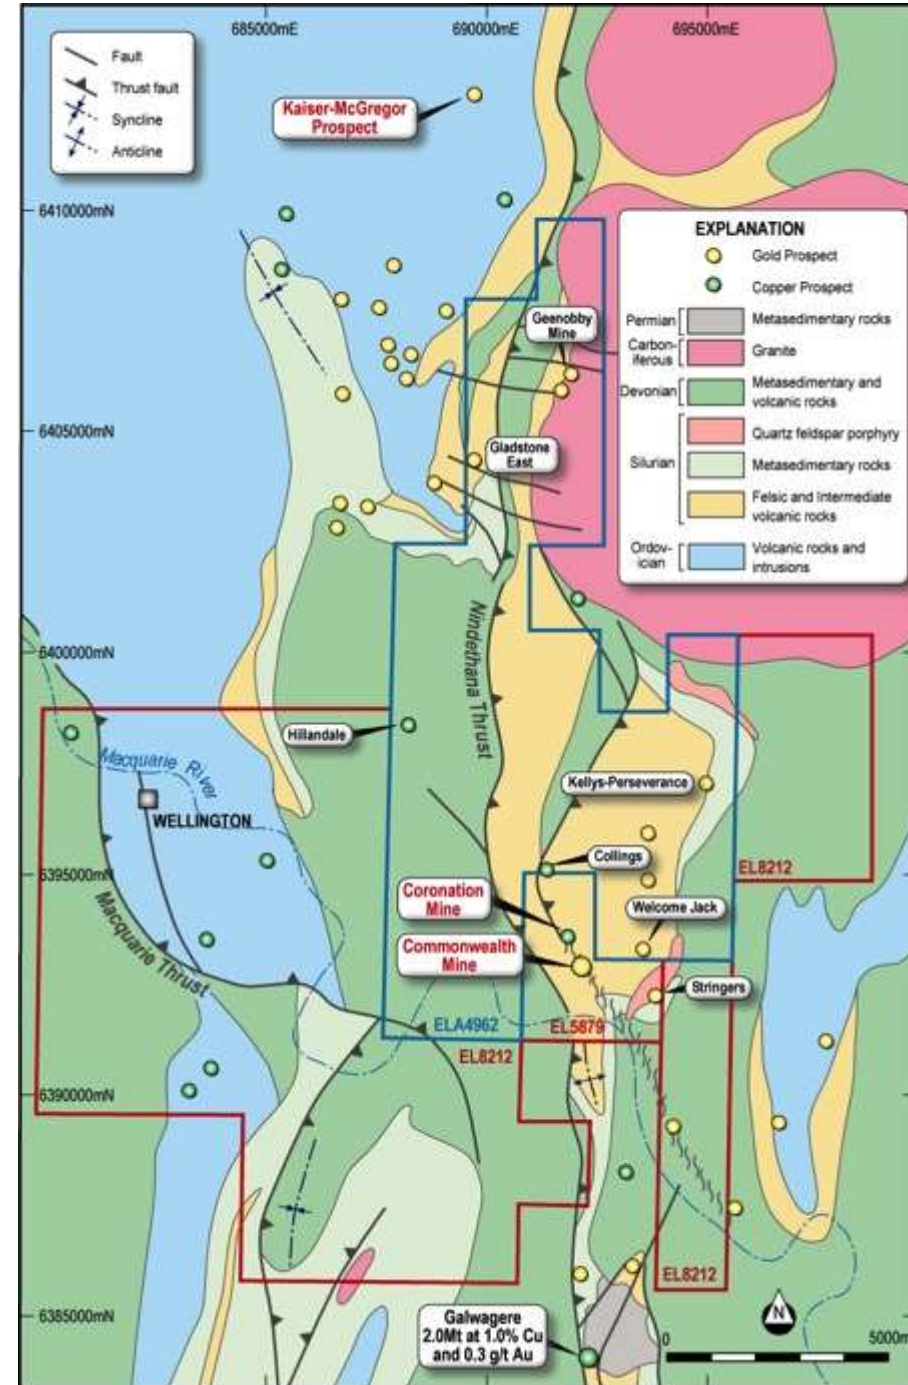 685000mE
690000mE
695000mE
Fault
Thrust fault
Syncline
Anticline
Kaiser-McGregor
Prospect
6410000mN
EXPLANATION
Gold Prospect
Copper Prospect
Permian
Metasedimentary rocks
Carbon-
iferous
Granite
Devonian
Metasedimentary and
volcanic rocks
Quartz feldspar porphyry
Silurian
Metasedimentary rocks
Felsic and Intermediate
volcanic rocks
Ordov-
ician
Volcanic rocks and
intrusions
Geenobby
Mine
6405000mN
Gladstone
East
Nindethana Thrust
6400000mN
Hillandale
Macquarie River
WELLINGTON
Kellys-Perseverance
Collings
EL8212
6395000mN
Coronation
Mine
Welcome Jack
Macquarie Thrust
Commonwealth
Mine
Stringers
ELA4962
EL5879
EL8212
6390000mN
EL8212
6385000mN
Galwagere
2.0Mt at 1.0% Cu
and 0.3 g/t Au
N
0
5000m